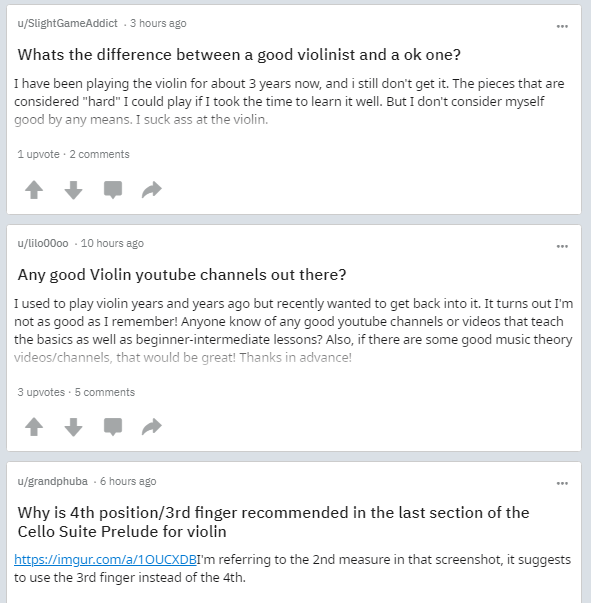 u/SlightGameAddict · 3 hours ago
Whats the difference between a good violinist and a ok one?
I have been playing the violin for about 3 years now, and i still don't get it. The pieces that are
considered "hard" I could play if I took the time to learn it well. But I don't consider myself
good by any means. I suck ass at the violin.
1 upvote · 2 comments
u/lilo00oo · 10 hours ago
Any good Violin youtube channels out there?
I used to play violin years and years ago but recently wanted to get back into it. It turns out I'm
not as good as I remember! Anyone know of any good youtube channels or videos that teach
the basics as well as beginner-intermediate lessons? Also, if there are some good music theory
videos/channels, that would be great! Thanks in advance!
3 upvotes · 5 comments
u/grandphuba · 6 hours ago
Why is 4th position/3rd finger recommended in the last section of the
Cello Suite Prelude for violin
https://imgur.com/a/1OUCXDBI'm referring to the 2nd measure in that screenshot, it suggests
to use the 3rd finger instead of the 4th.